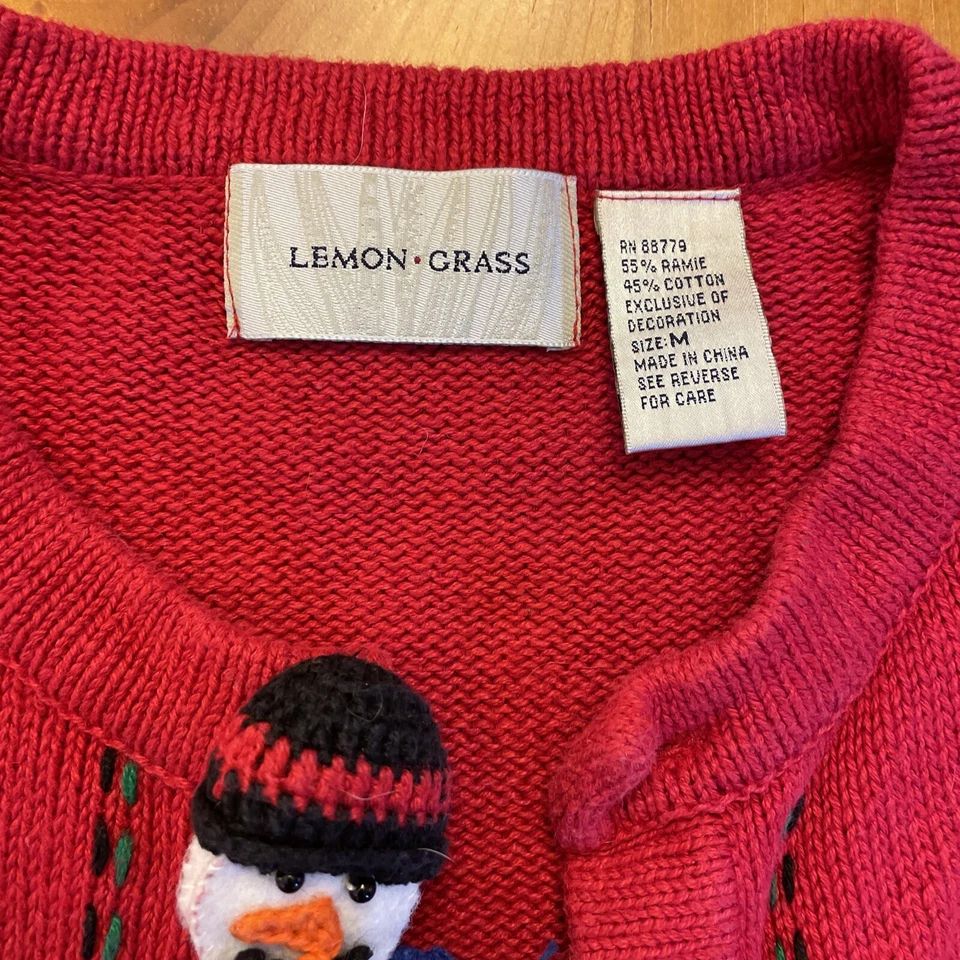 LEMON·GRASS
RN 88779
55% RAMIE
45% COTTON
EXCLUSIVE OF
DECORATION
SIZE:M
MADE IN CHINA
SEE REVERSE
FOR CARE